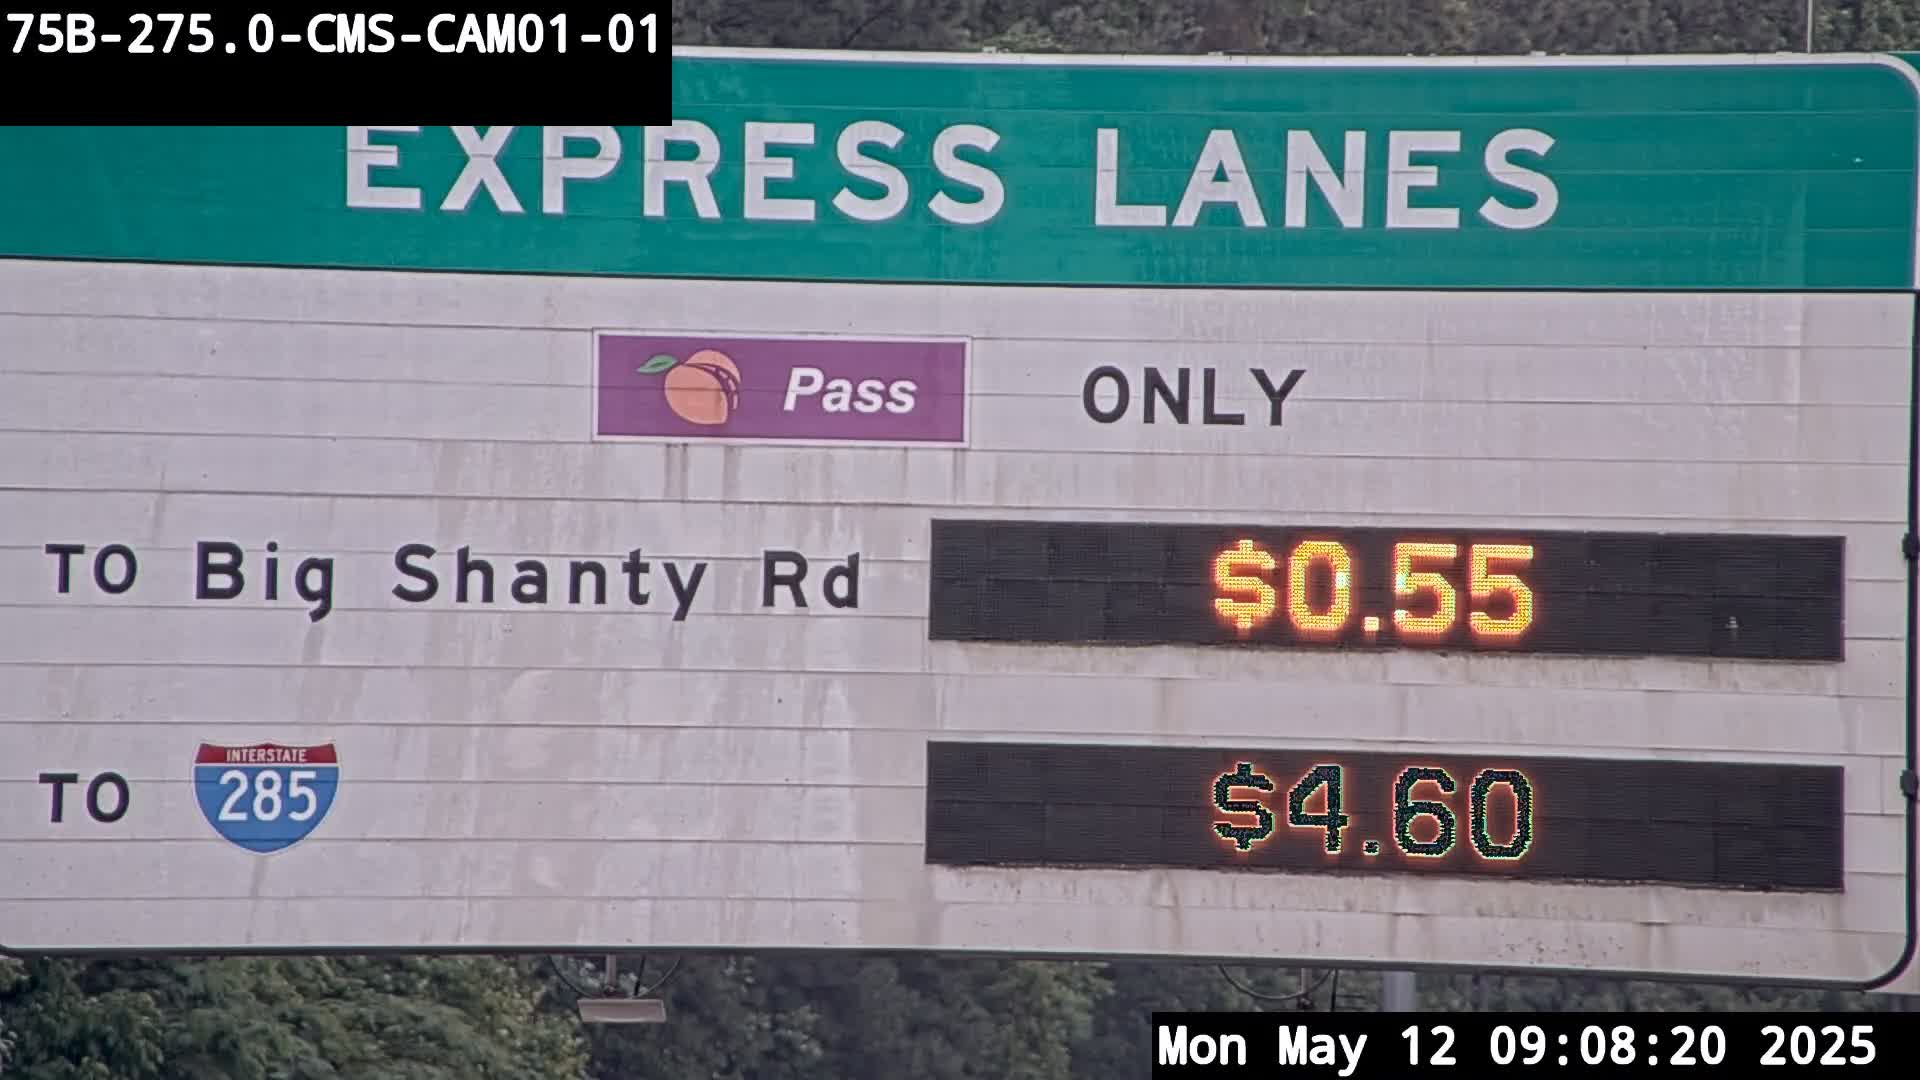 75B-275.0-CMS-CAM01-01
EXPRESS LANES
Pass ONLY
TO Big Shanty Rd $0.55
INTERSTATE
TO 285 $4.60
Mon May 12 09:08:20 2025